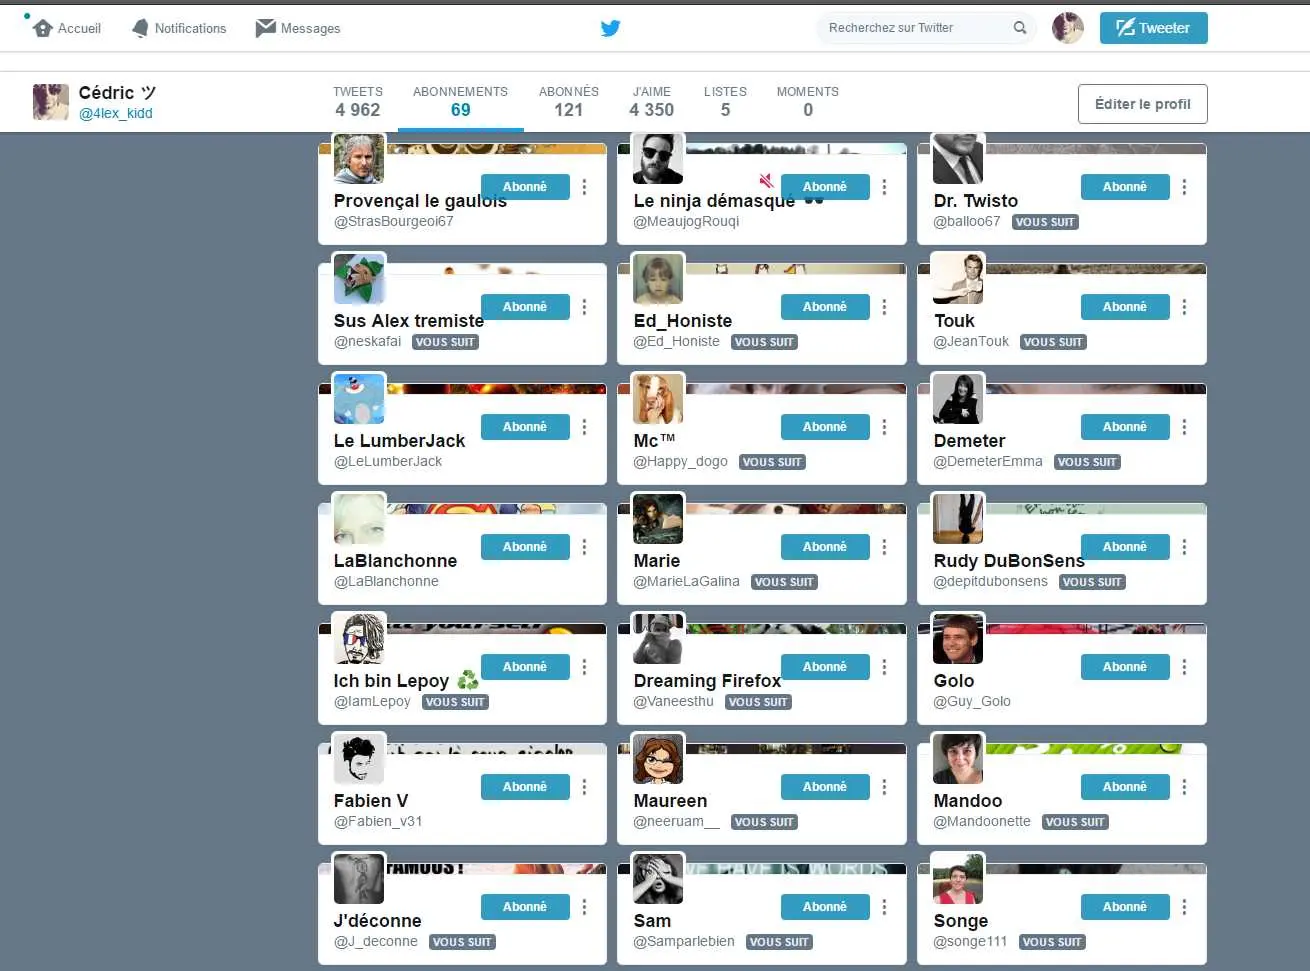 Accueil Notifications Messages Recherchez sur Twitter Tweeter
Cédric ツ
@4lex_kidd
TWEETS ABONNEMENTS ABONNÉS J'AIME LISTES MOMENTS
4 962 69 121 4 350 5 0
Éditer le profil
Abonné Abonné Abonné
Provençal le gaulois Le ninja démasqué Dr. Twisto
@StrasBourgeoi67 @MeaujogRouqi @balloo67 VOUS SUIT
Abonné Abonné Abonné
Sus Alex tremiste Ed_Honiste Touk
@neskafai VOUS SUIT @Ed_Honiste VOUS SUIT @JeanTouk VOUS SUIT
Abonné Abonné Abonné
Le LumberJack Mc™ Demeter
@LeLumberJack @Happy_dogo VOUS SUIT @DemeterEmma VOUS SUIT
Abonné Abonné Abonné
LaBlanchonne Marie Rudy DuBonSens
@LaBlanchonne @MarieLaGalina VOUS SUIT @depitdubonsens VOUS SUIT
Abonné Abonné Abonné
Ich bin Lepoy ♻ Dreaming Firefox Golo
@IamLepoy VOUS SUIT @Vaneesthu VOUS SUIT @Guy_Golo
Abonné Abonné Abonné
Fabien V Maureen Mandoo
@Fabien_v31 @neeruam__ VOUS SUIT @Mandoonette VOUS SUIT
FAMOUS! WE HAVE IS WORDS
Abonné Abonné Abonné
J'déconne Sam Songe
@J_deconne VOUS SUIT @Samparlebien VOUS SUIT @songe111 VOUS SUIT